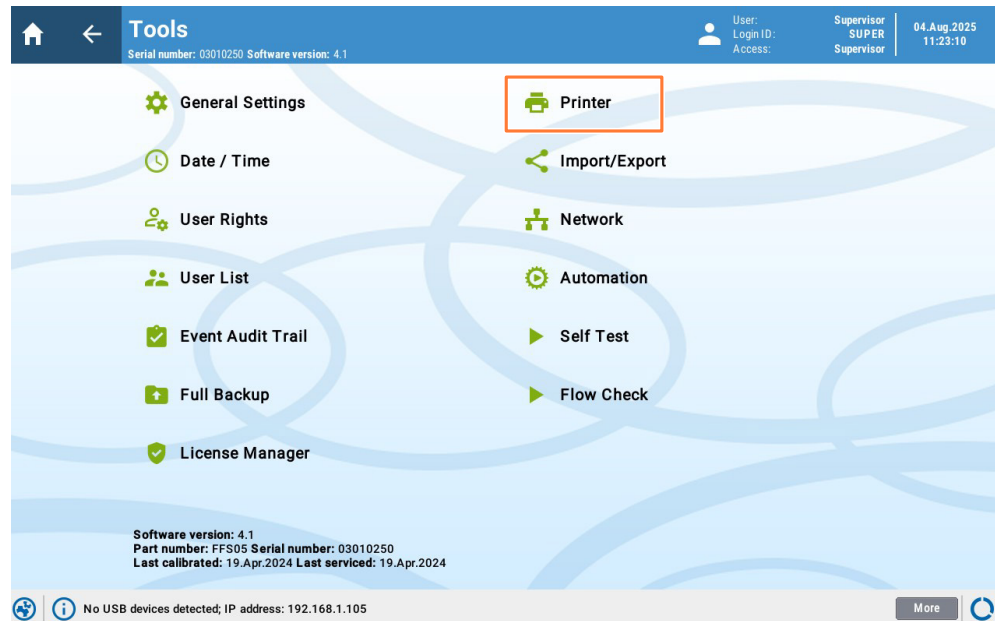 Tools
Serial number: 03010250 Software version: 4.1
User: Supervisor
Login ID: SUPER
Access: Supervisor
04.Aug.2025
11:23:10
General Settings
Printer
Date / Time
Import/Export
User Rights
Network
User List
Automation
Event Audit Trail
Self Test
Full Backup
Flow Check
License Manager
Software version: 4.1
Part number: FFS05 Serial number: 03010250
Last calibrated: 19.Apr.2024 Last serviced: 19.Apr.2024
No USB devices detected; IP address: 192.168.1.105
More